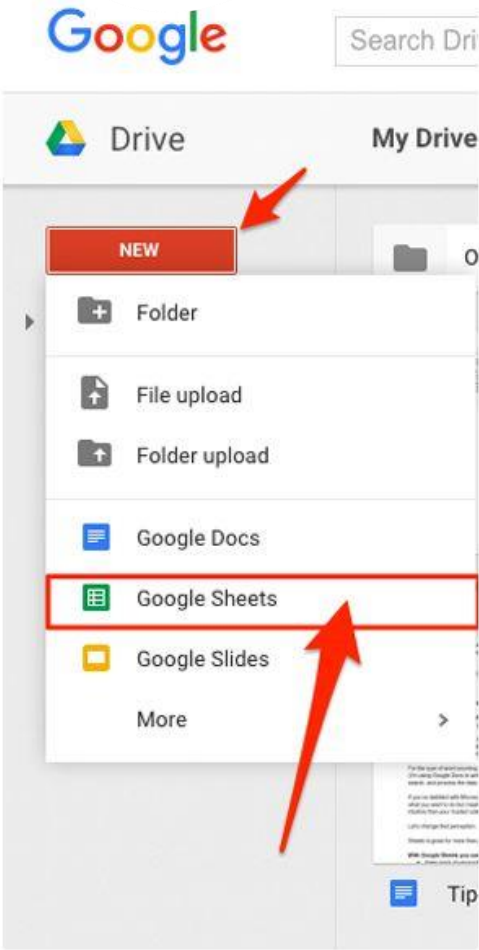 Google
Search Dri
Drive
My Drive
NEW
O
Folder
File upload
Folder upload
Google Docs
Google Sheets
Google Slides
More
Tip